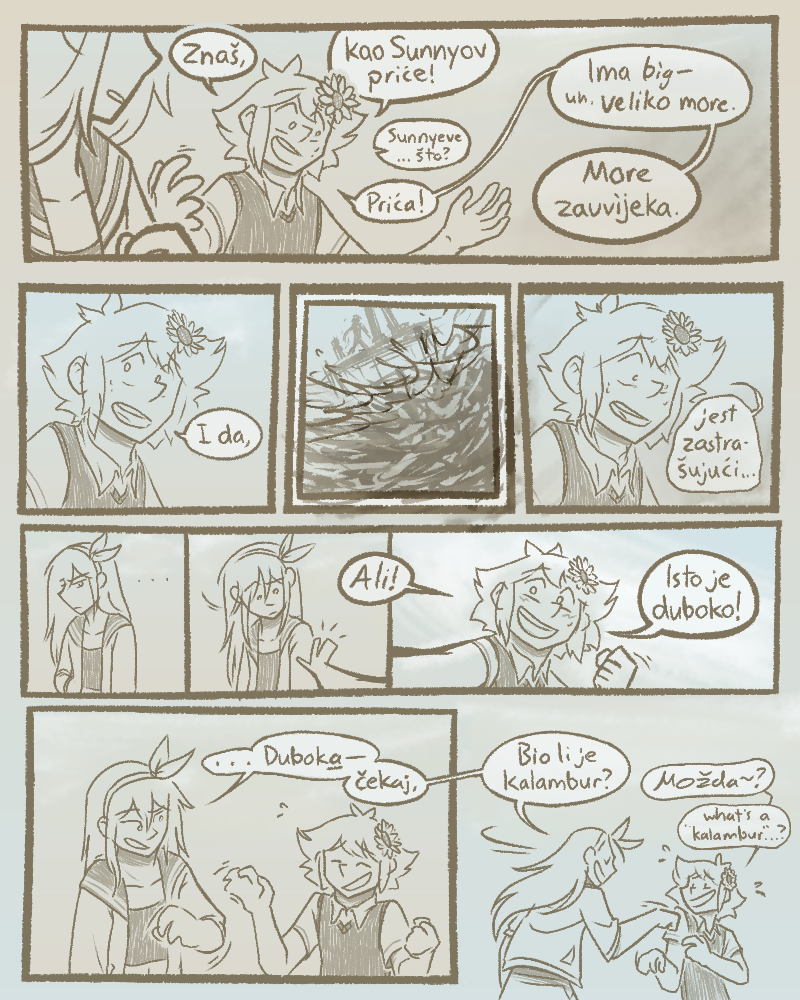 Znaš,
kao Sunnyov
priče!
Sunnyeve
...što?
Priča!
Ima big—
uh, veliko more.
More
zauvijeka.
I da,
jest
zastra-
šujući...
...
Ali!
Isto je
duboko!
... Duboka—
čekaj,
Bio li je
kalambur?
Možda~?
what's a
"kalambur"...?